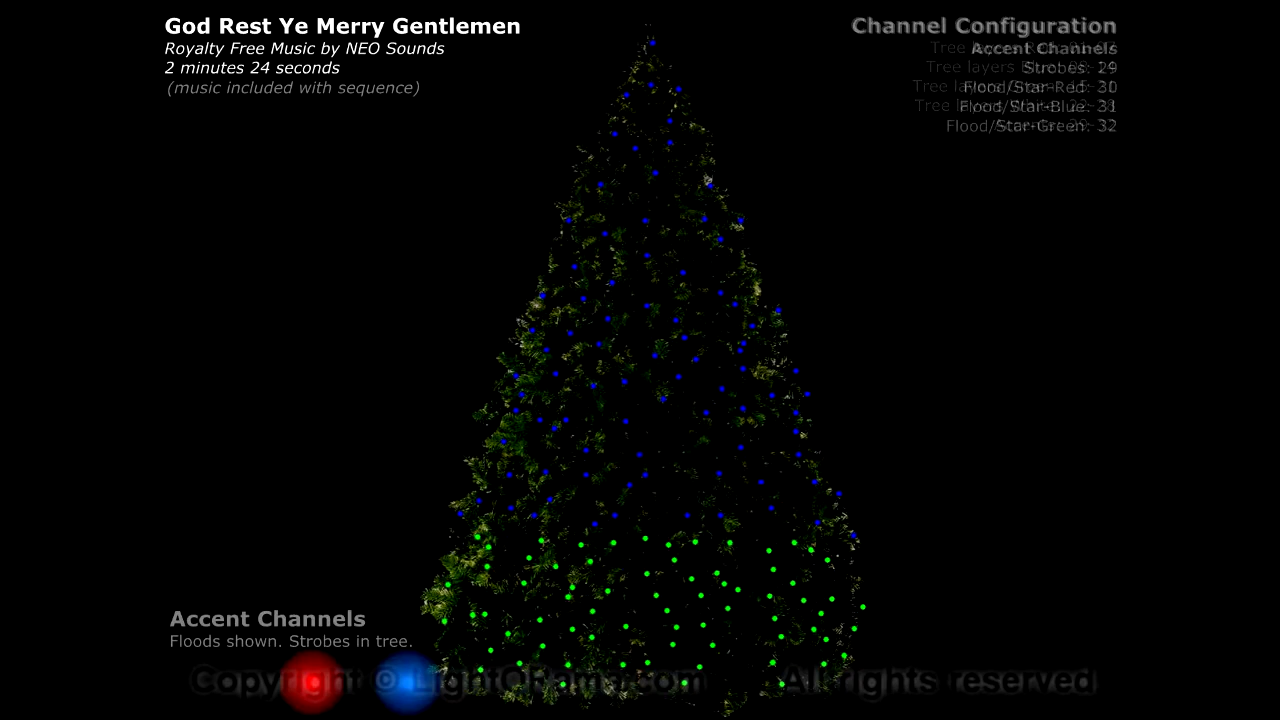 God Rest Ye Merry Gentlemen
Royalty Free Music by NEO Sounds
2 minutes 24 seconds
(music included with sequence)
Channel Configuration
Accent Channels
Strobes: 29
Flood/Star-Red: 30
Flood/Star-Blue: 31
Flood/Star-Green: 32
Accent Channels
Floods shown. Strobes in tree.
Copyright © LightORama.com All rights reserved